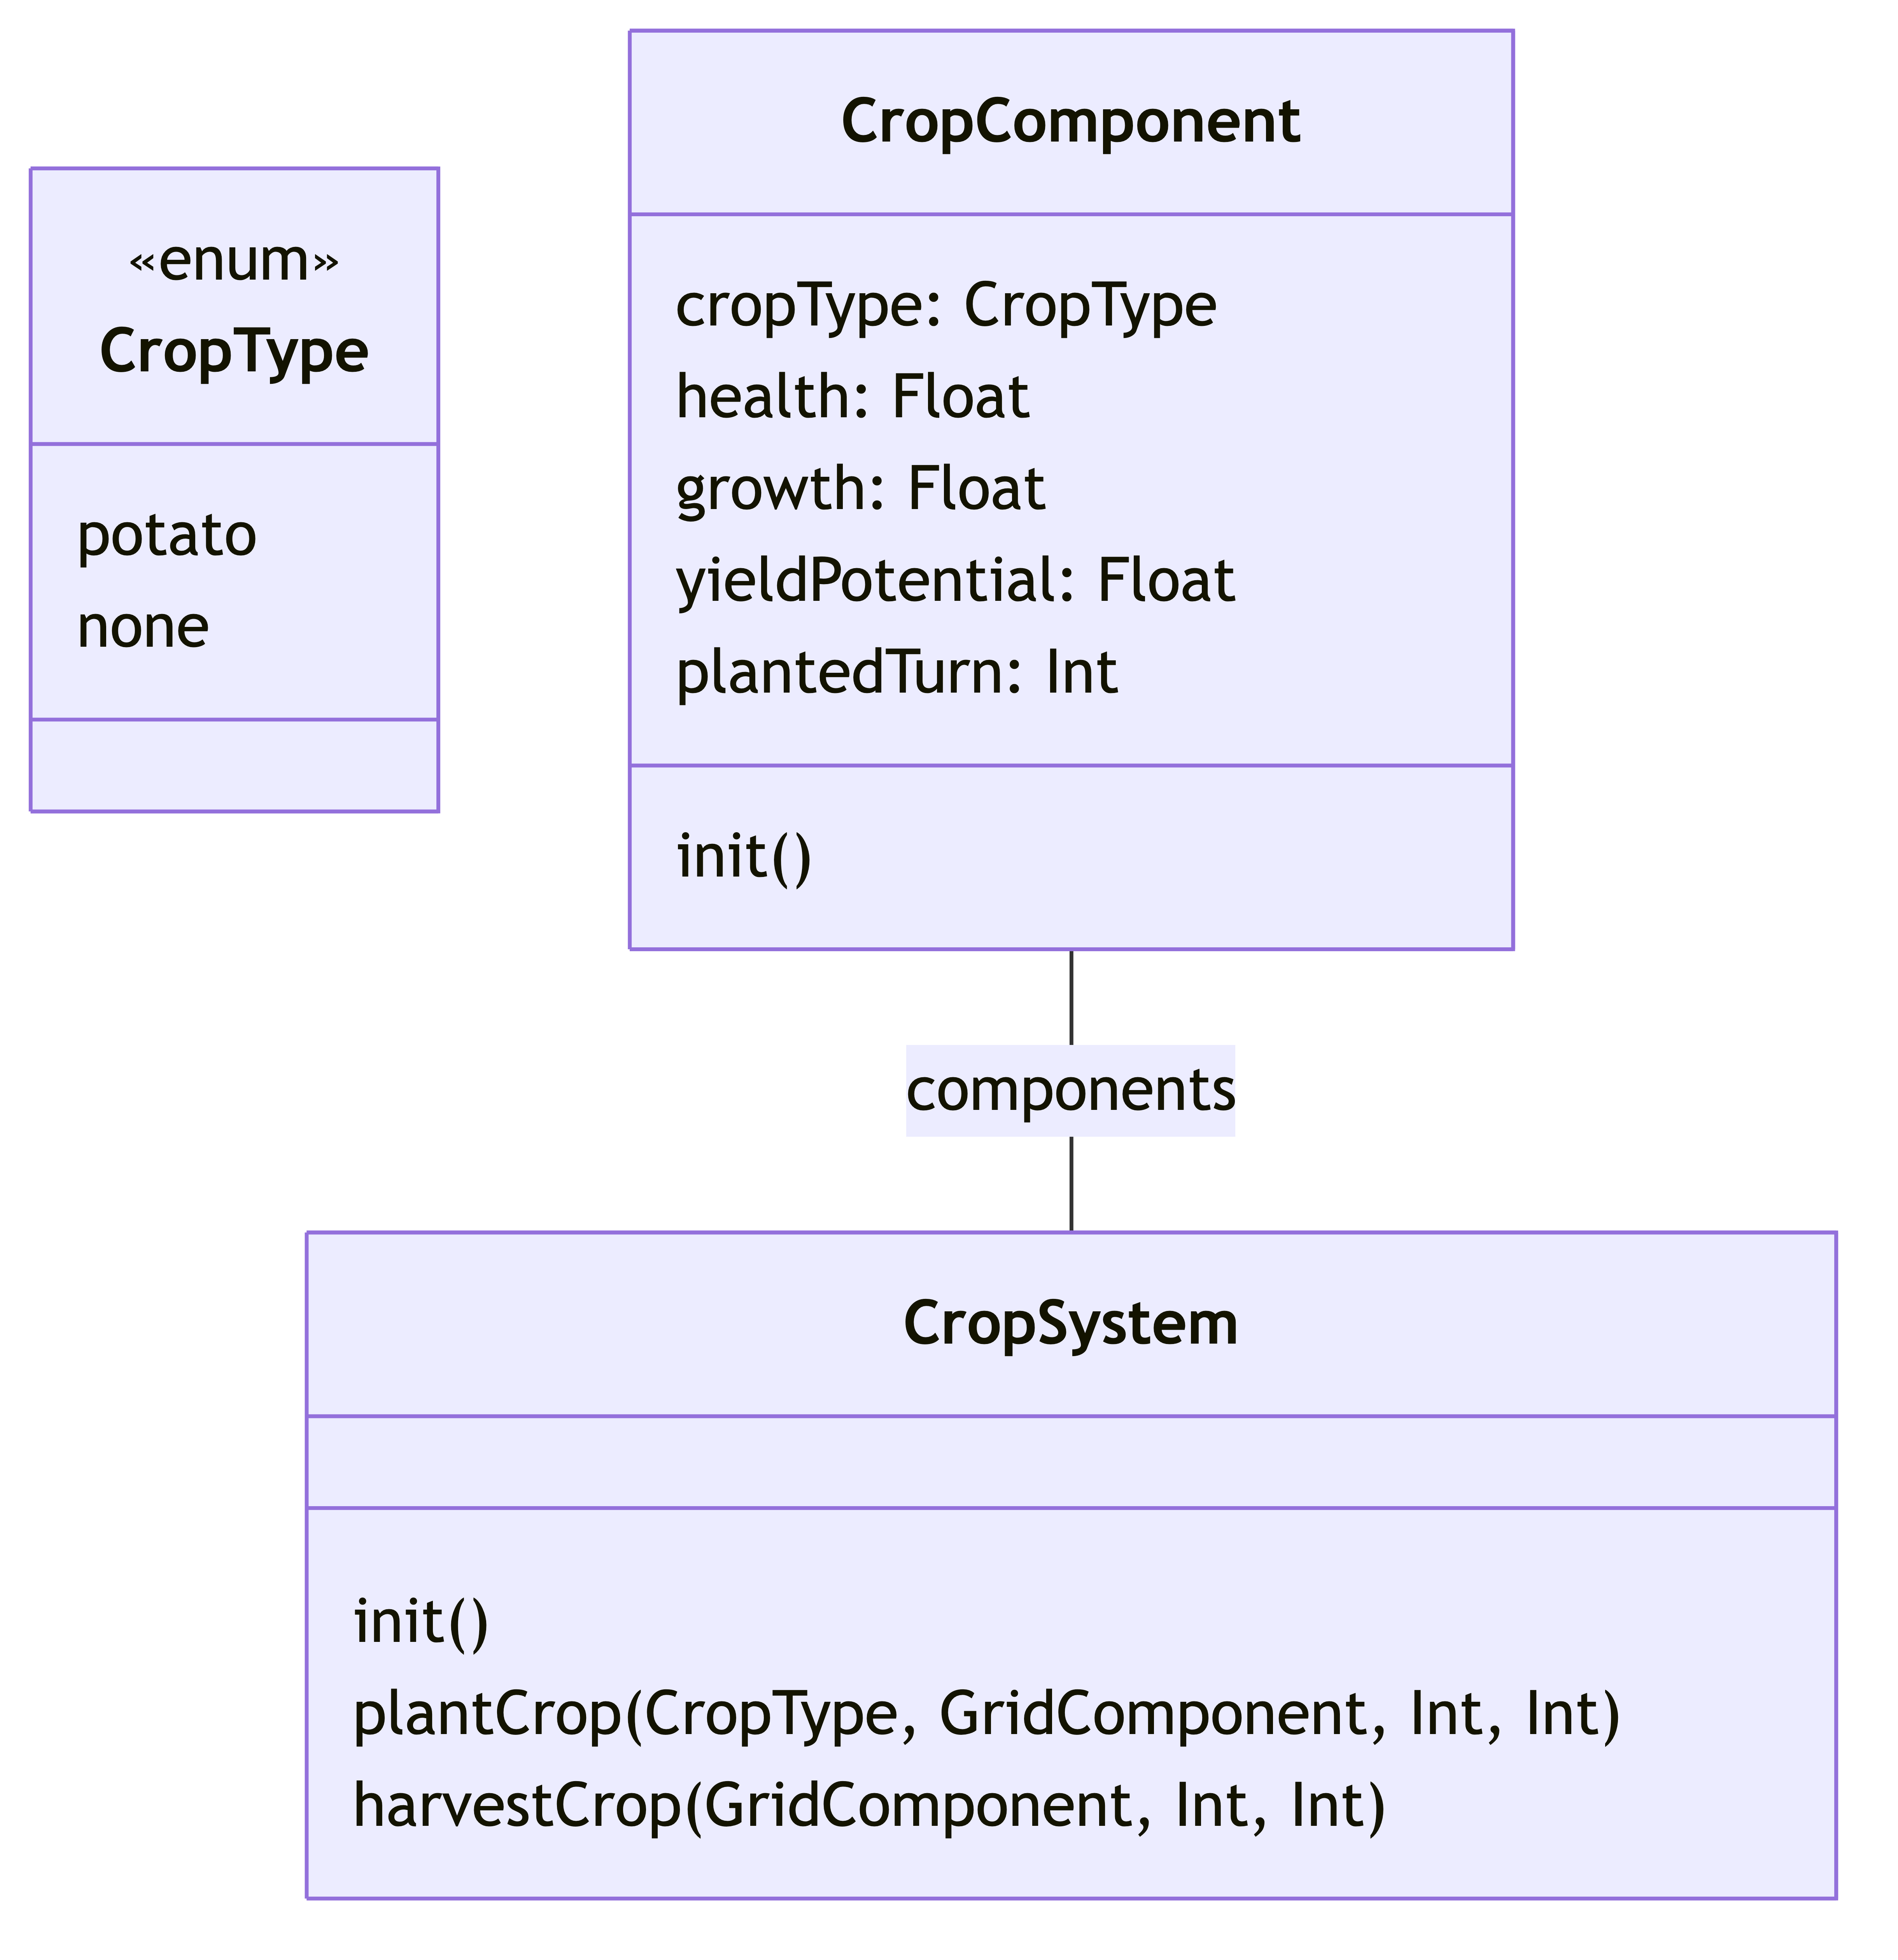 «enum»
CropType
potato
none
CropComponent
cropType: CropType
health: Float
growth: Float
yieldPotential: Float
plantedTurn: Int
init()
components
CropSystem
init()
plantCrop(CropType, GridComponent, Int, Int)
harvestCrop(GridComponent, Int, Int)